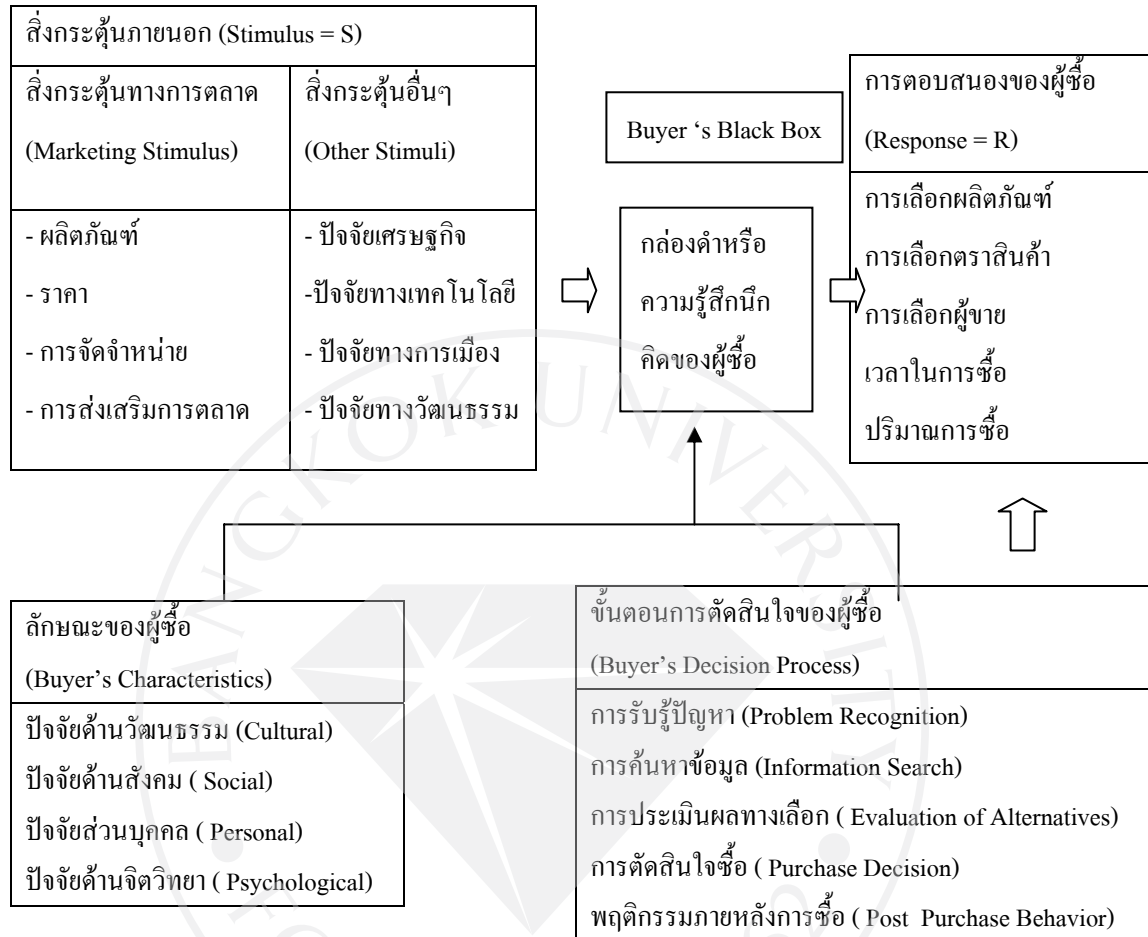 สิ่งกระตุ้นภายนอก (Stimulus = S)
สิ่งกระตุ้นทางการตลาด
(Marketing Stimulus)
สิ่งกระตุ้นอื่นๆ
(Other Stimuli)
- ผลิตภัณฑ์
- ราคา
- การจัดจำหน่าย
- การส่งเสริมการตลาด
- ปัจจัยเศรษฐกิจ
-ปัจจัยทางเทคโนโลยี
- ปัจจัยทางการเมือง
- ปัจจัยทางวัฒนธรรม
Buyer ‘s Black Box
กล่องดำหรือ
ความรู้สึกนึก
คิดของผู้ซื้อ
การตอบสนองของผู้ซื้อ
(Response = R)
การเลือกผลิตภัณฑ์
การเลือกตราสินค้า
การเลือกผู้ขาย
เวลาในการซื้อ
ปริมาณการซื้อ
ลักษณะของผู้ซื้อ
(Buyer’s Characteristics)
ปัจจัยด้านวัฒนธรรม (Cultural)
ปัจจัยด้านสังคม ( Social)
ปัจจัยส่วนบุคคล ( Personal)
ปัจจัยด้านจิตวิทยา ( Psychological)
ขั้นตอนการตัดสินใจของผู้ซื้อ
(Buyer’s Decision Process)
การรับรู้ปัญหา (Problem Recognition)
การค้นหาข้อมูล (Information Search)
การประเมินผลทางเลือก ( Evaluation of Alternatives)
การตัดสินใจซื้อ ( Purchase Decision)
พฤติกรรมภายหลังการซื้อ ( Post Purchase Behavior)
BANGKOK UNIVERSITY